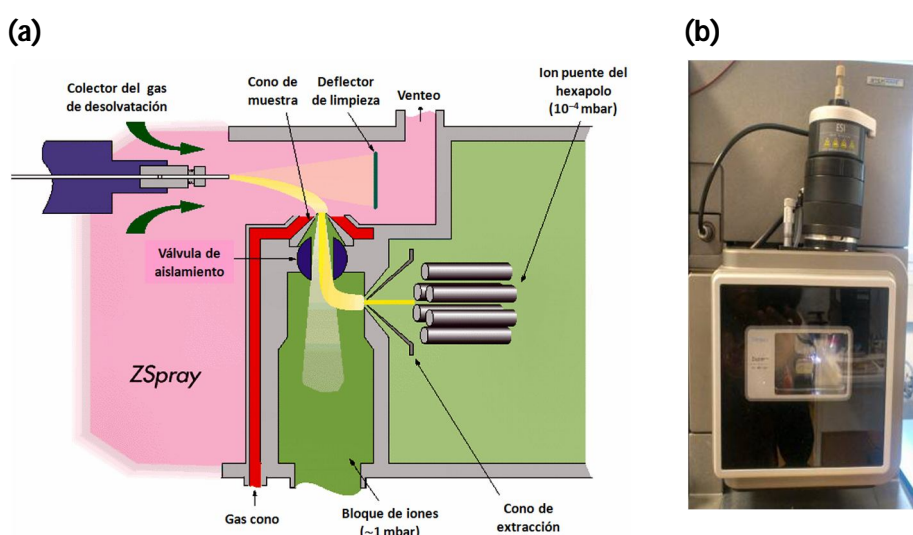 (a)
(b)
Colector del gas
de desolvatación
Cono de
muestra
Deflector
de limpieza
Venteo
Ion puente del
hexapolo
(10⁻⁴ mbar)
Válvula de
aislamiento
ZSpray
Gas cono
Bloque de iones
(~1 mbar)
Cono de
extracción
ESI